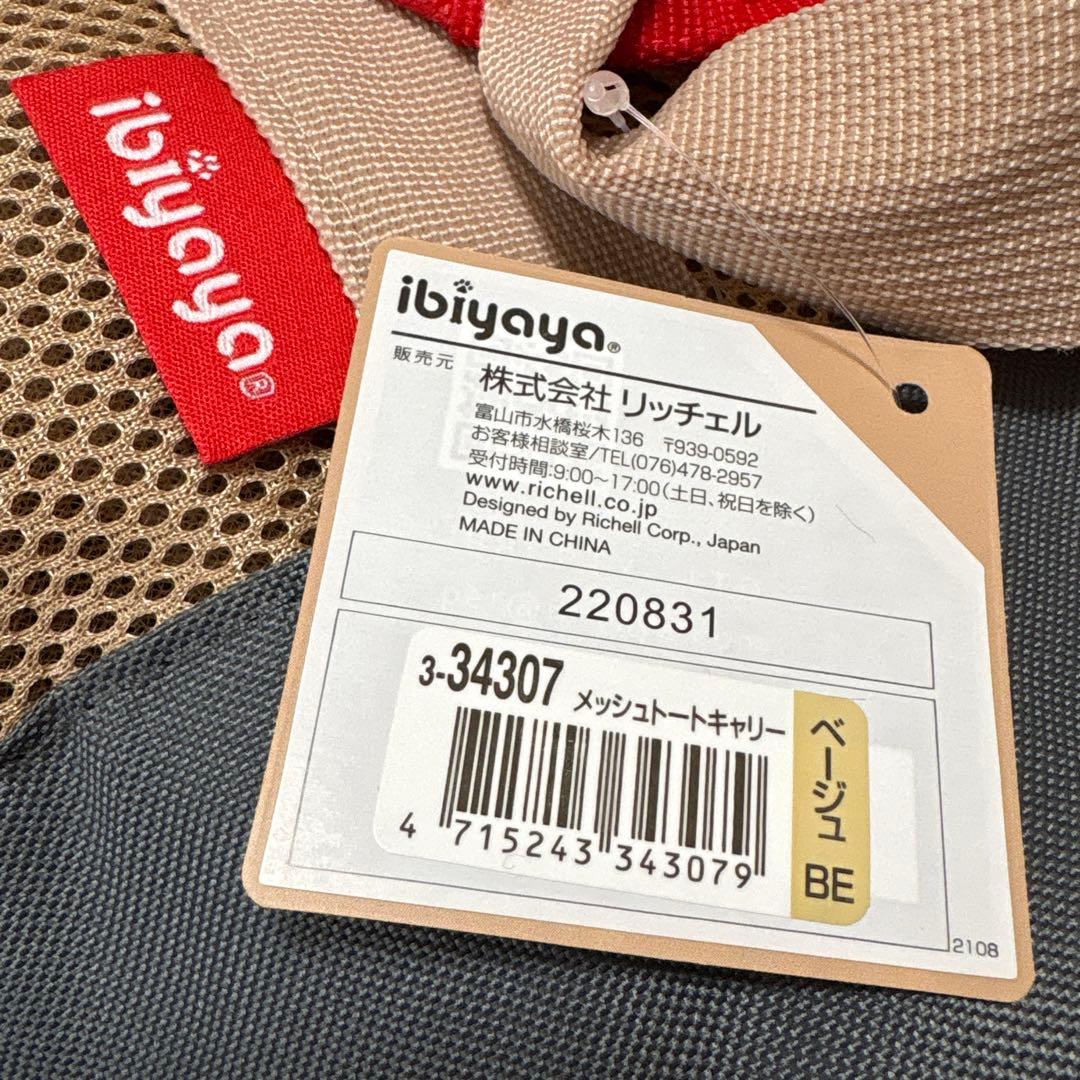 ibiyaya®
ibiyaya®
販売元
株式会社 リッチェル
富山市水橋桜木136 〒939-0592
お客様相談室/TEL(076)478-2957
受付時間:9:00～17:00(土日、祝日を除く)
www.richell.co.jp
Designed by Richell Corp., Japan
MADE IN CHINA
220831
3-34307 メッシュトートキャリー
ベージュ
BE
4 715243 343079
2108